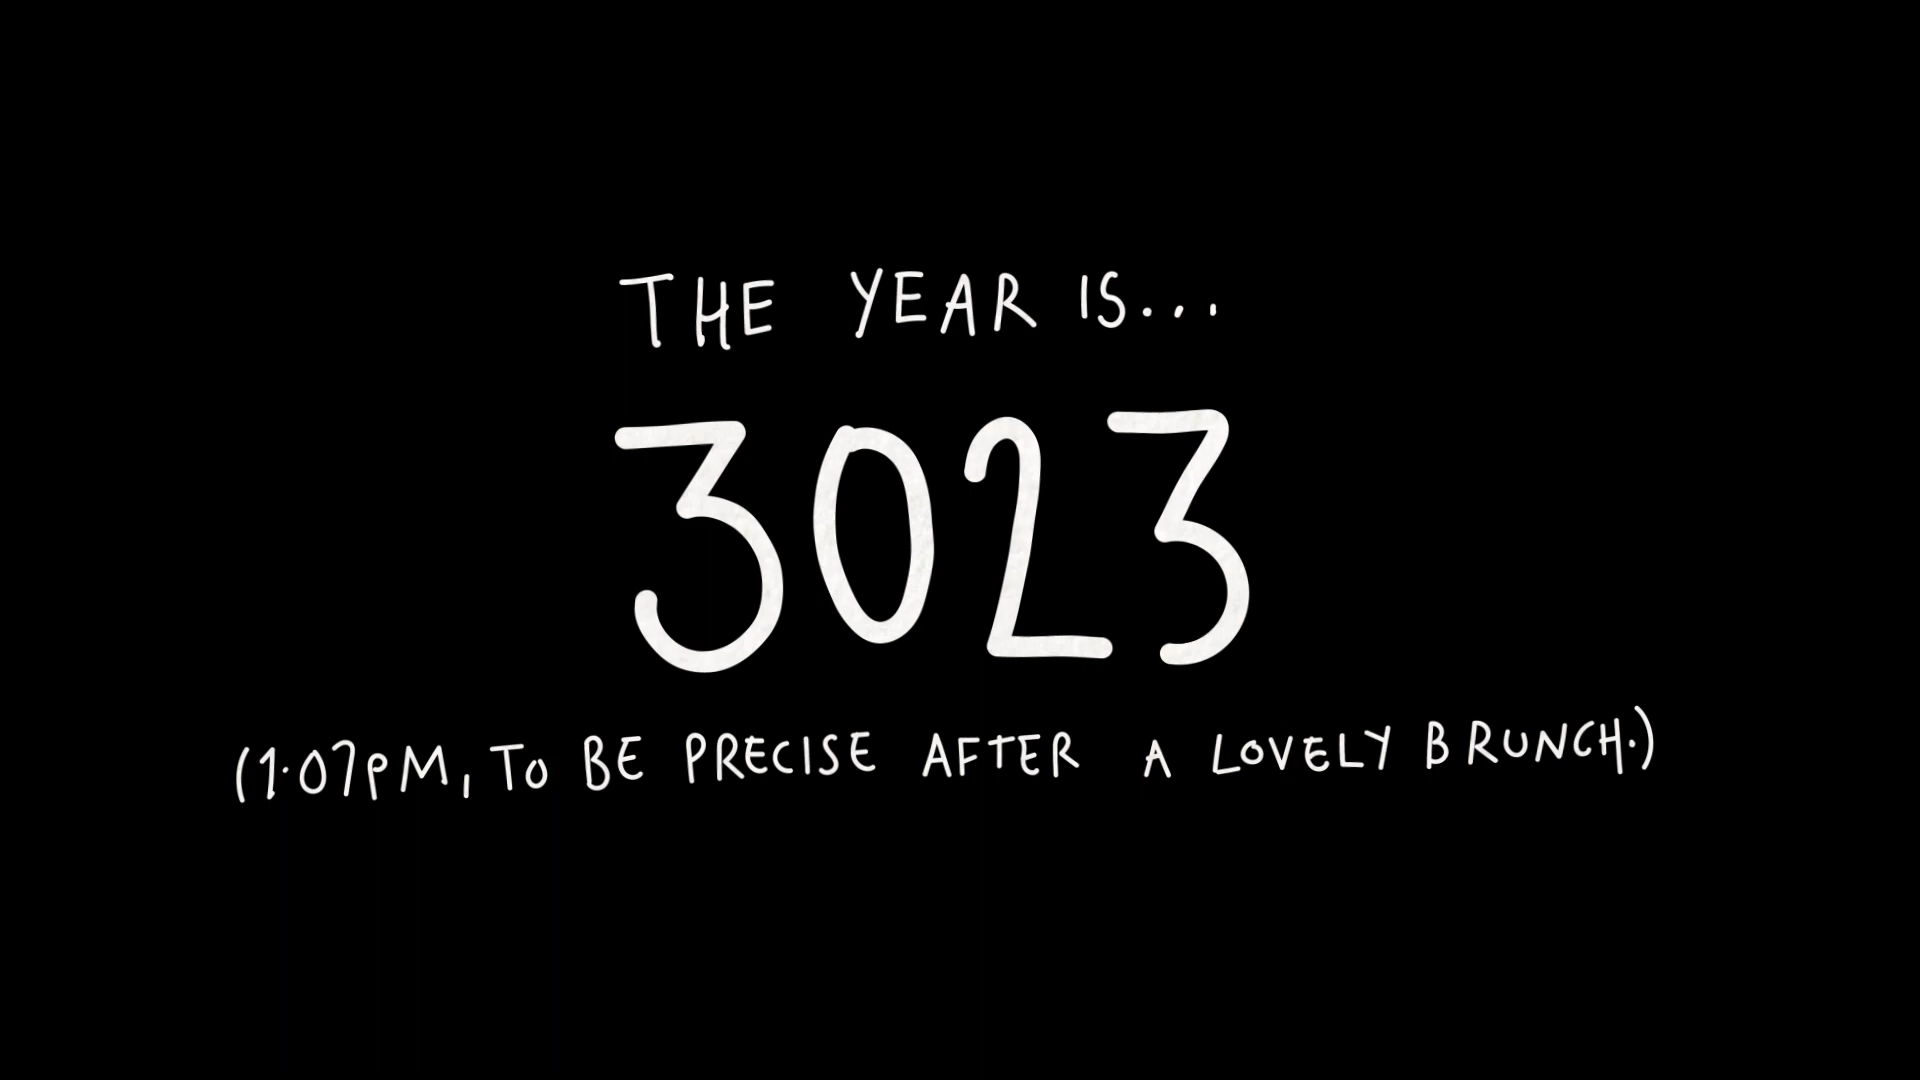 THE YEAR IS...
3023
(1.07PM, TO BE PRECISE AFTER A LOVELY BRUNCH.)